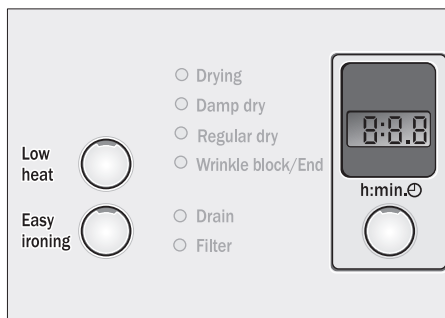 Drying
Damp dry
Regular dry
Wrinkle block/End
Low
heat
Easy
ironing
Drain
Filter
8:8.8
h:min.